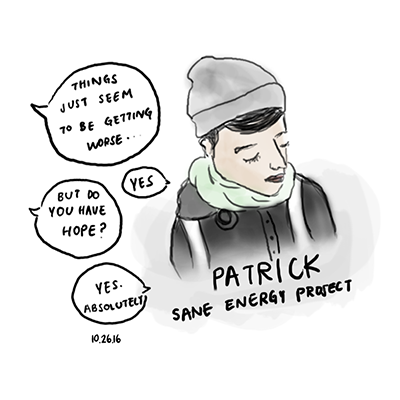 THINGS
JUST SEEM
TO BE GETTING
WORSE...
YES
BUT DO
YOU HAVE
HOPE?
YES.
ABSOLUTELY
10.26.16
PATRICK
SANE ENERGY PROJECT